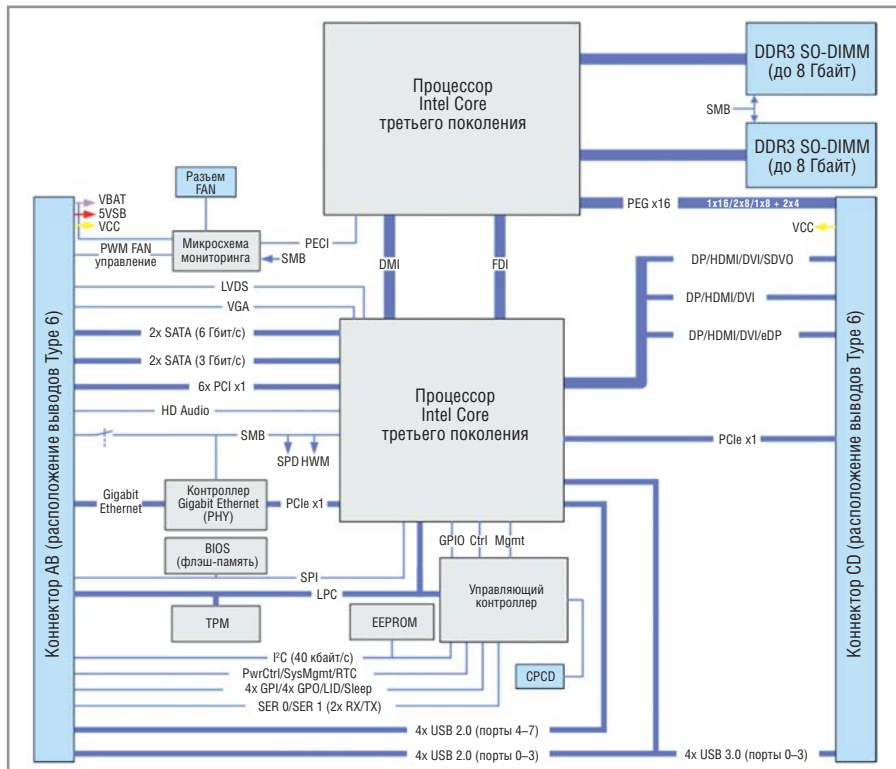 Процессор
Intel Core
третьего поколения
DDR3 SO-DIMM
(до 8 Гбайт)
SMB
DDR3 SO-DIMM
(до 8 Гбайт)
Разъем
FAN
VBAT
5VSB
VCC
PWM FAN
управление
Микросхема
мониторинга
PECI
SMB
PEG x16
1x16/2x8/1x8 + 2x4
VCC
DMI
FDI
DP/HDMI/DVI/SDVO
DP/HDMI/DVI
DP/HDMI/DVI/eDP
LVDS
VGA
2x SATA (6 Гбит/с)
2x SATA (3 Гбит/с)
6x PCI x1
HD Audio
SMB
SPD HWM
Процессор
Intel Core
третьего поколения
PCIe x1
Gigabit
Ethernet
Контроллер
Gigabit Ethernet
(PHY)
PCIe x1
BIOS
(флэш-память)
SPI
LPC
TPM
GPIO Ctrl Mgmt
Управляющий
контроллер
EEPROM
CPCD
I²C (40 кбайт/с)
PwrCtrl/SysMgmt/RTC
4x GPI/4x GPO/LID/Sleep
SER 0/SER 1 (2x RX/TX)
4x USB 2.0 (порты 4–7)
4x USB 2.0 (порты 0–3)
4x USB 3.0 (порты 0–3)
Коннектор AB (расположение выводов Type 6)
Коннектор CD (расположение выводов Type 6)